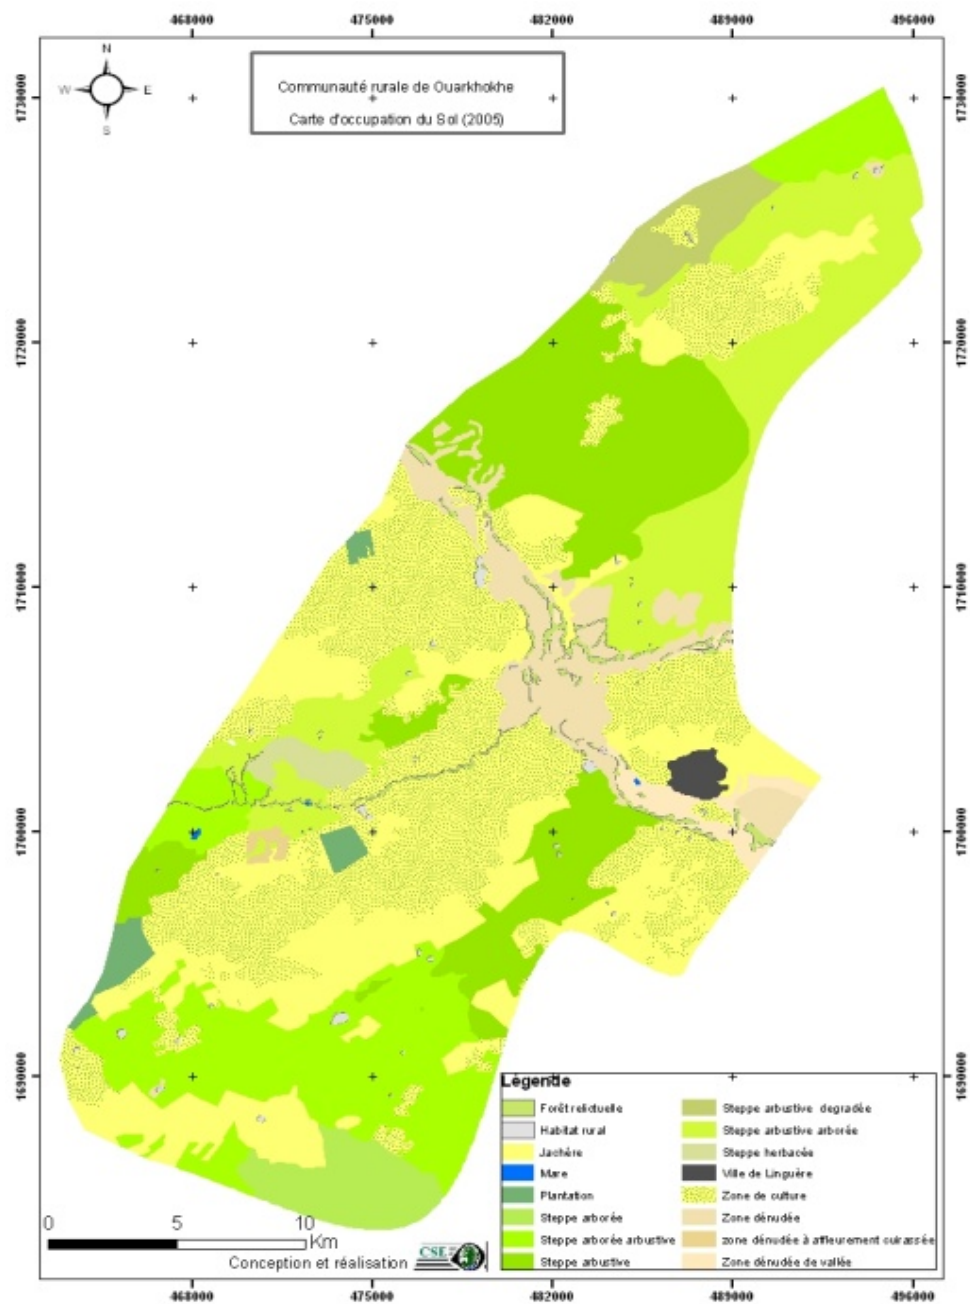 468000 475000 482000 489000 496000
N
W E
S
Communauté rurale de Ouarkhokhe
Carte d'occupation du Sol (2005)
1730000 1730000
1720000 1720000
1710000 1710000
1700000 1700000
1690000 1690000
Légende
Forêt relictuelle
Habitat rural
Jachère
Mare
Plantation
Steppe arborée
Steppe arborée arbustive
Steppe arbustive
Steppe arbustive degradée
Steppe arbustive arborée
Steppe herbacée
Ville de Linguère
Zone de culture
Zone dénudée
zone dénudée à affleurement cuirassée
Zone dénudée de vallée
0 5 10
Km
Conception et réalisation CSE
468000 475000 482000 489000 496000